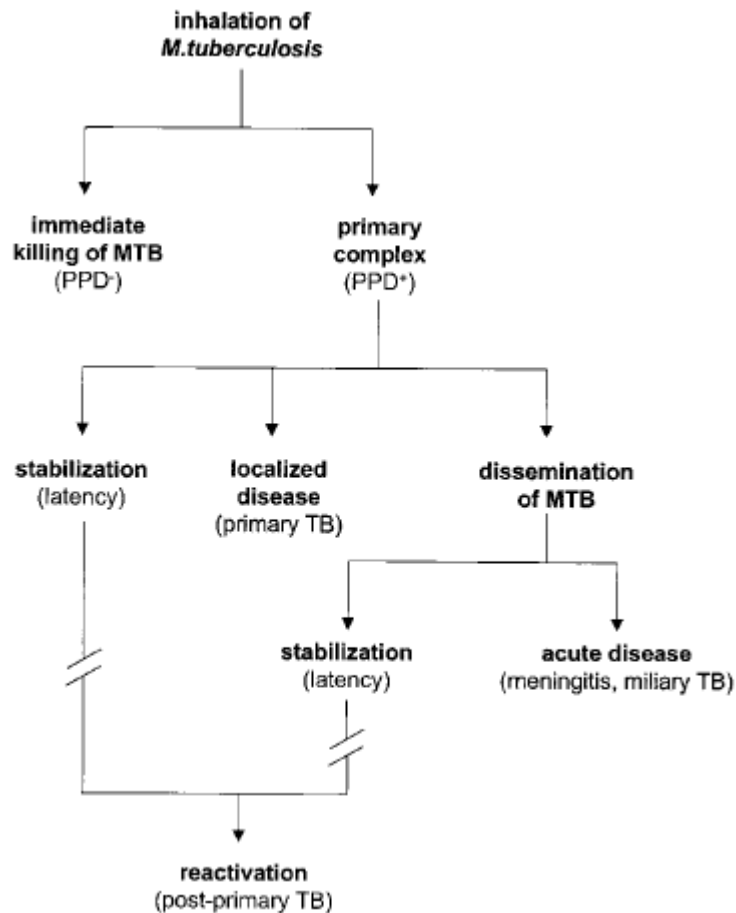 inhalation of
M.tuberculosis
immediate
killing of MTB
(PPD-)
primary
complex
(PPD+)
stabilization
(latency)
localized
disease
(primary TB)
dissemination
of MTB
stabilization
(latency)
acute disease
(meningitis, miliary TB)
reactivation
(post-primary TB)